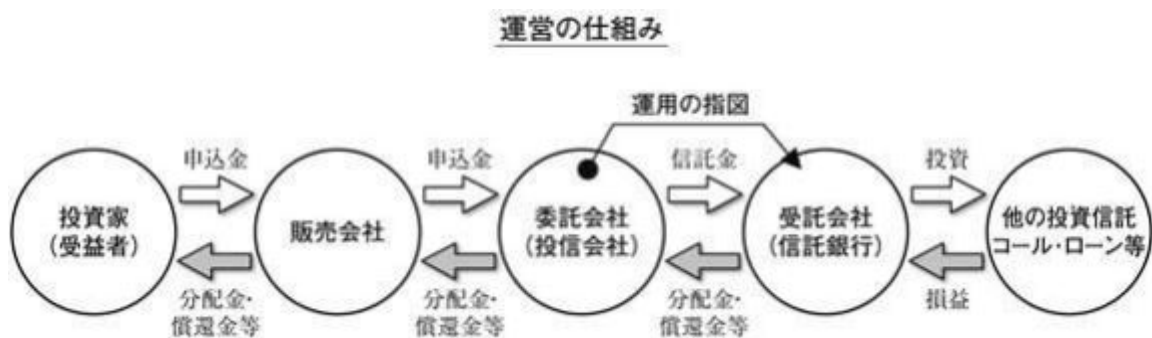 運営の仕組み
運用の指図
申込金
申込金
信託金
投資
投資家
(受益者)
販売会社
委託会社
(投信会社)
受託会社
(信託銀行)
他の投資信託
コール・ローン等
分配金・
償還金等
分配金・
償還金等
分配金・
償還金等
損益